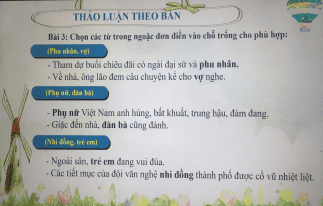 THẢO LUẬN THEO BÀN
Bài 3: Chọn các từ trong ngoặc đơn điền vào chỗ trống cho phù hợp:
(Phu nhân, vợ)
- Tham dự buổi chiêu đãi có ngài đại sứ và phu nhân.
- Về nhà, ông lão đem câu chuyện kể cho vợ nghe.
(Phụ nữ, đàn bà)
- Phụ nữ Việt Nam anh hùng, bất khuất, trung hậu, đảm đang.
- Giặc đến nhà, đàn bà cũng đánh.
(Nhi đồng, trẻ em)
- Ngoài sân, trẻ em đang vui đùa.
- Các tiết mục của đội văn nghệ nhi đồng thành phố được cổ vũ nhiệt liệt.